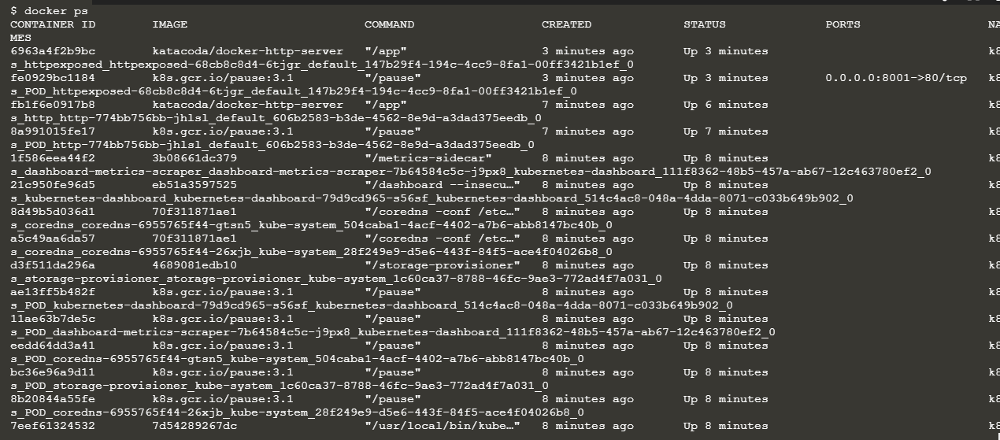 $ docker ps
CONTAINER ID        IMAGE                         COMMAND                  CREATED             STATUS              PORTS                  NA
MES
6963a4f2b9bc        katacoda/docker-http-server   "/app"                   3 minutes ago       Up 3 minutes                               k8
s_httpexposed_httpexposed-68cb8c8d4-6tjgr_default_147b29f4-194c-4cc9-8fa1-00ff3421b1ef_0
fe0929bc1184        k8s.gcr.io/pause:3.1          "/pause"                 3 minutes ago       Up 3 minutes        0.0.0.0:8001->80/tcp   k8
s_POD_httpexposed-68cb8c8d4-6tjgr_default_147b29f4-194c-4cc9-8fa1-00ff3421b1ef_0
fb1f6e0917b8        katacoda/docker-http-server   "/app"                   7 minutes ago       Up 6 minutes                               k8
s_http_http-774bb756bb-jhlsl_default_606b2583-b3de-4562-8e9d-a3dad375eedb_0
8a991015fe17        k8s.gcr.io/pause:3.1          "/pause"                 7 minutes ago       Up 7 minutes                               k8
s_POD_http-774bb756bb-jhlsl_default_606b2583-b3de-4562-8e9d-a3dad375eedb_0
1f586eea44f2        3b08661dc379                  "/metrics-sidecar"       8 minutes ago       Up 8 minutes                               k8
s_dashboard-metrics-scraper_dashboard-metrics-scraper-7b64584c5c-j9px8_kubernetes-dashboard_111f8362-48b5-457a-ab67-12c463780ef2_0
21c950fe96d5        eb51a3597525                  "/dashboard --insecu…"   8 minutes ago       Up 8 minutes                               k8
s_kubernetes-dashboard_kubernetes-dashboard-79d9cd965-s56sf_kubernetes-dashboard_514c4ac8-048a-4dda-8071-c033b649b902_0
8d49b5d036d1        70f311871ae1                  "/coredns -conf /etc…"   8 minutes ago       Up 8 minutes                               k8
s_coredns_coredns-6955765f44-gtsn5_kube-system_504caba1-4acf-4402-a7b6-abb8147bc40b_0
a5c49aa6da57        70f311871ae1                  "/coredns -conf /etc…"   8 minutes ago       Up 8 minutes                               k8
s_coredns_coredns-6955765f44-26xjb_kube-system_28f249e9-d5e6-443f-84f5-ace4f04026b8_0
d3f511da296a        4689081edb10                  "/storage-provisioner"   8 minutes ago       Up 8 minutes                               k8
s_storage-provisioner_storage-provisioner_kube-system_1c60ca37-8788-46fc-9ae3-772ad4f7a031_0
ae13ff5b482f        k8s.gcr.io/pause:3.1          "/pause"                 8 minutes ago       Up 8 minutes                               k8
s_POD_kubernetes-dashboard-79d9cd965-s56sf_kubernetes-dashboard_514c4ac8-048a-4dda-8071-c033b649b902_0
11ae63b7de5c        k8s.gcr.io/pause:3.1          "/pause"                 8 minutes ago       Up 8 minutes                               k8
s_POD_dashboard-metrics-scraper-7b64584c5c-j9px8_kubernetes-dashboard_111f8362-48b5-457a-ab67-12c463780ef2_0
eedd64dd3a41        k8s.gcr.io/pause:3.1          "/pause"                 8 minutes ago       Up 8 minutes                               k8
s_POD_coredns-6955765f44-gtsn5_kube-system_504caba1-4acf-4402-a7b6-abb8147bc40b_0
bc36e96a9d11        k8s.gcr.io/pause:3.1          "/pause"                 8 minutes ago       Up 8 minutes                               k8
s_POD_storage-provisioner_kube-system_1c60ca37-8788-46fc-9ae3-772ad4f7a031_0
8b20844a55fe        k8s.gcr.io/pause:3.1          "/pause"                 8 minutes ago       Up 8 minutes                               k8
s_POD_coredns-6955765f44-26xjb_kube-system_28f249e9-d5e6-443f-84f5-ace4f04026b8_0
7eef61324532        7d54289267dc                  "/usr/local/bin/kube…"   8 minutes ago       Up 8 minutes                               k8